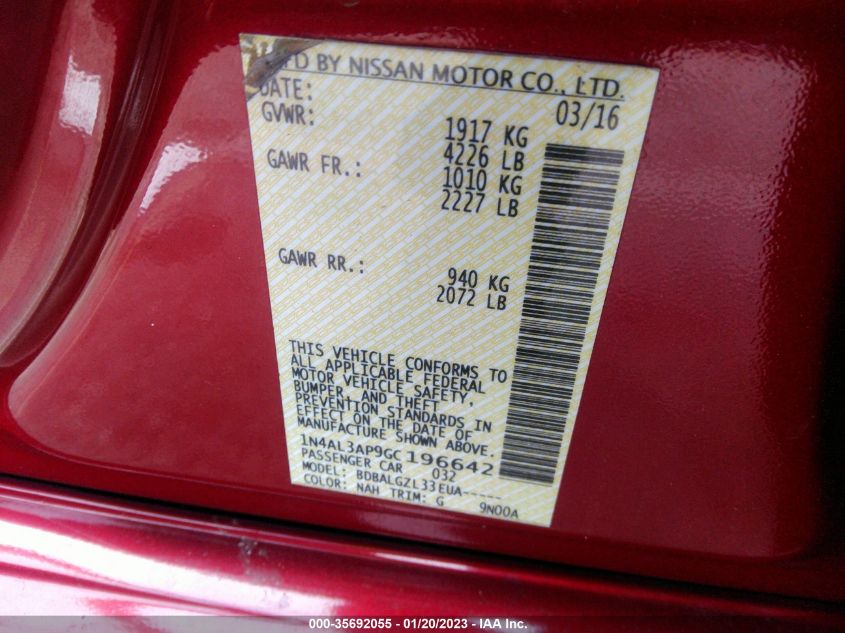 MFD BY NISSAN MOTOR CO., LTD.
DATE: 03/16
GVWR: 1917 KG
4226 LB
GAWR FR.: 1010 KG
2227 LB
GAWR RR.: 940 KG
2072 LB
THIS VEHICLE CONFORMS TO
ALL APPLICABLE FEDERAL
MOTOR VEHICLE SAFETY,
BUMPER, AND THEFT
PREVENTION STANDARDS IN
EFFECT ON THE DATE OF
MANUFACTURE SHOWN ABOVE.
1N4AL3AP9GC196642
PASSENGER CAR 032
MODEL: BDBALGZL33EUA-----
COLOR: NAH TRIM: G 9N00A
000-35692055 - 01/20/2023 - IAA Inc.